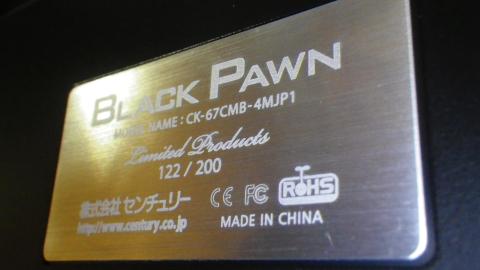 BLACK PAWN
MODEL NAME : CK-67CMB-4MJP1
Limited Products
122 / 200
株式会社 センチュリー
http://www.century.co.jp
CE FC RoHS
MADE IN CHINA